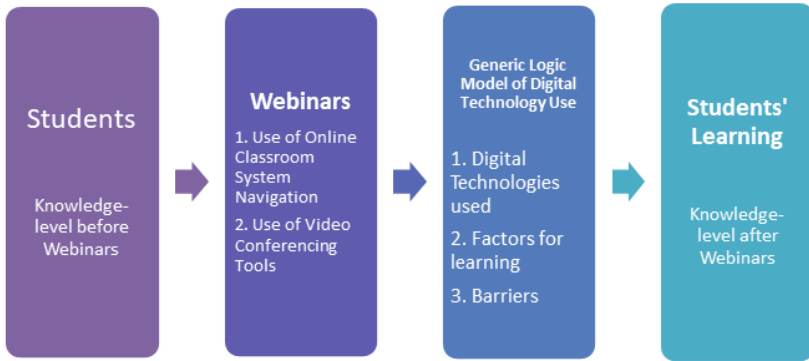 Students
Knowledge-
level before
Webinars
Webinars
1. Use of Online
Classroom
System
Navigation
2. Use of Video
Conferencing
Tools
Generic Logic
Model of Digital
Technology Use
1. Digital
Technologies
used
2. Factors for
learning
3. Barriers
Students'
Learning
Knowledge-
level after
Webinars